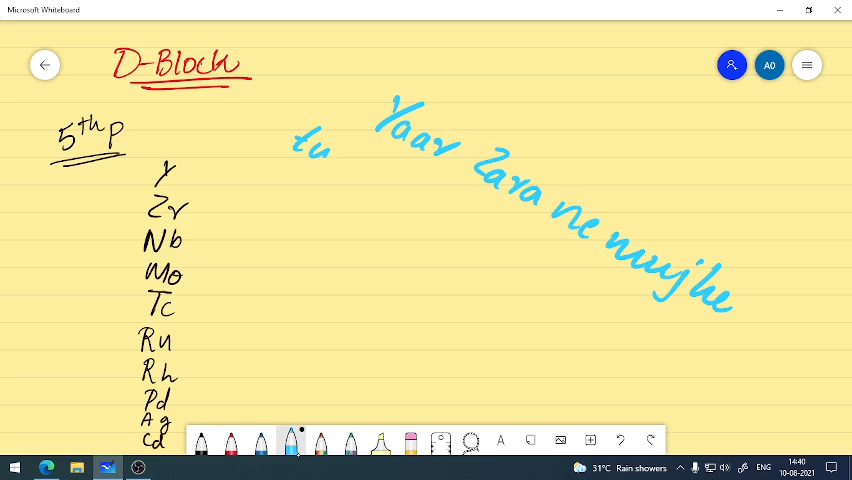 Microsoft Whiteboard
D-Block
A0
5th P
Y
Zr
Nb
Mo
Tc
Ru
Rh
Pd
Ag
Cd
tu
Yaar Zara ne mujhe
A
31°C Rain showers
ENG
14:40
10-08-2021